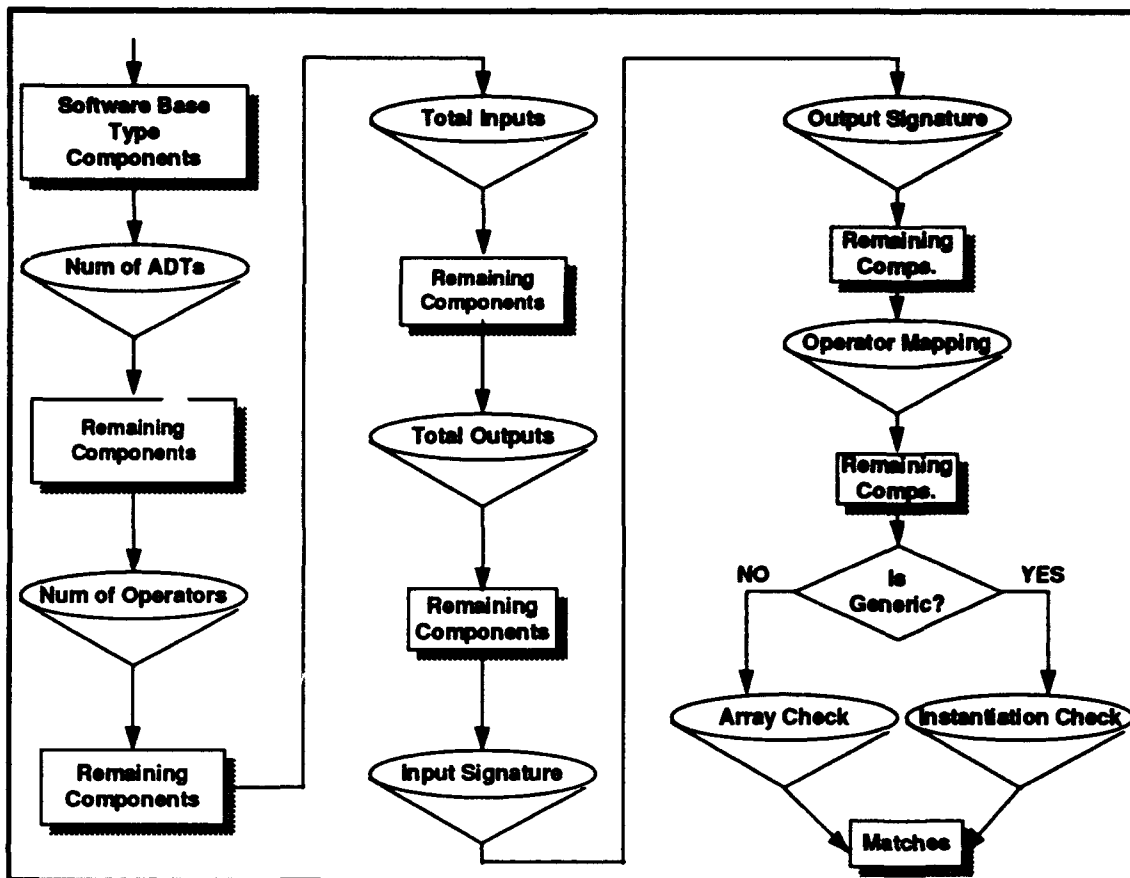 Software Base
Type
Components
Num of ADTs
Remaining
Components
Num of Operators
Remaining
Components
Total Inputs
Remaining
Components
Total Outputs
Remaining
Components
Input Signature
Output Signature
Remaining
Comps.
Operator Mapping
Remaining
Comps.
Is
Generic?
NO
YES
Array Check
Instantiation Check
Matches